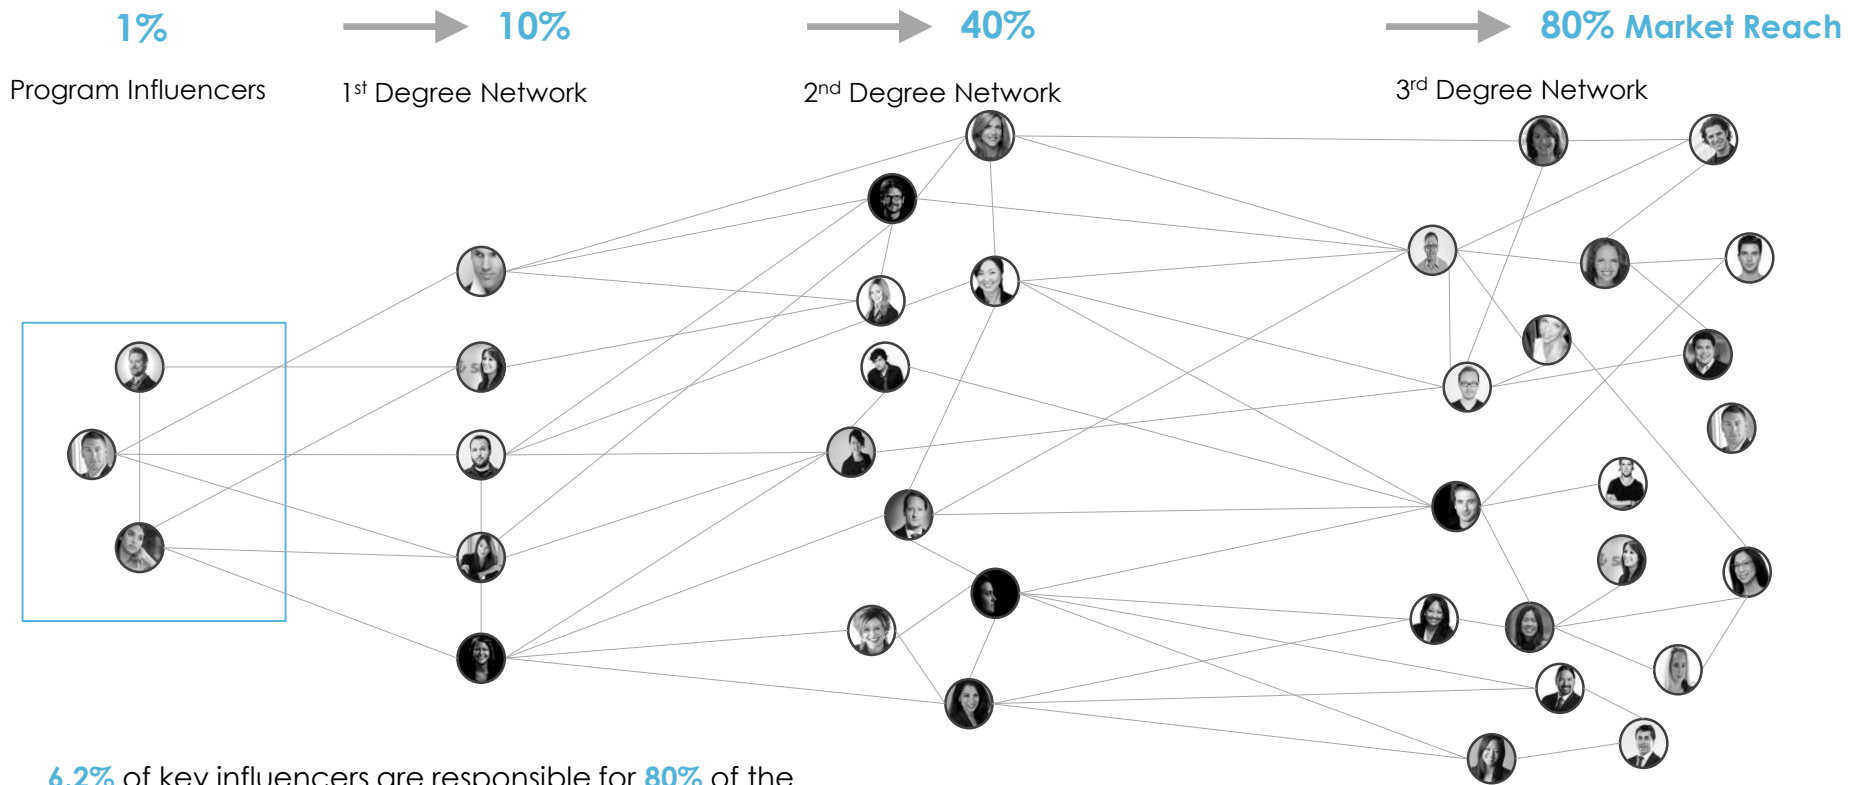 1%
10%
40%
80% Market Reach
Program Influencers
1st Degree Network
2nd Degree Network
3rd Degree Network
6.2% of key influencers are responsible for 80% of the